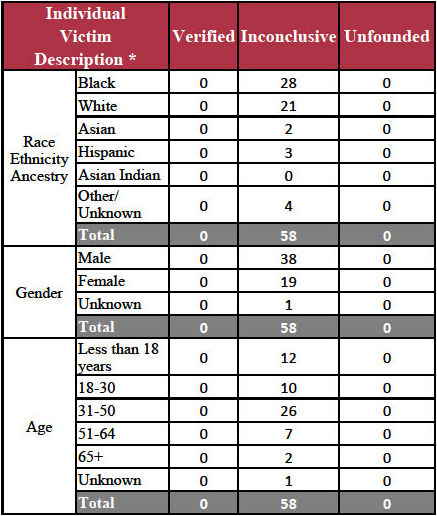 Individual
Victim
Description *
Verified Inconclusive Unfounded
Race
Ethnicity
Ancestry
Black 0 28 0
White 0 21 0
Asian 0 2 0
Hispanic 0 3 0
Asian Indian 0 0 0
Other/
Unknown 0 4 0
Total 0 58 0
Gender
Male 0 38 0
Female 0 19 0
Unknown 0 1 0
Total 0 58 0
Age
Less than 18
years 0 12 0
18-30 0 10 0
31-50 0 26 0
51-64 0 7 0
65+ 0 2 0
Unknown 0 1 0
Total 0 58 0